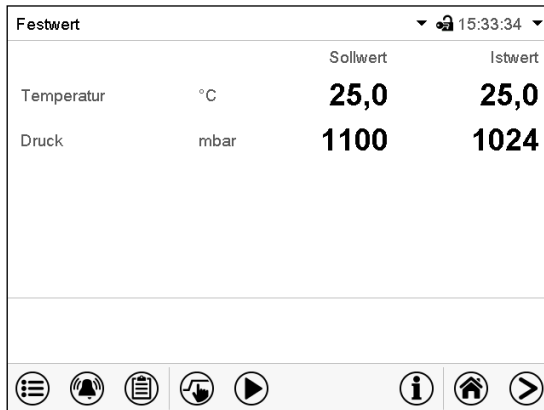 Festwert 15:33:34
Sollwert Istwert
Temperatur °C 25,0 25,0
Druck mbar 1100 1024